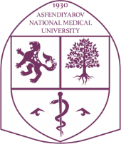 1930
ASFENDIYAROV
NATIONAL MEDICAL
UNIVERSITY